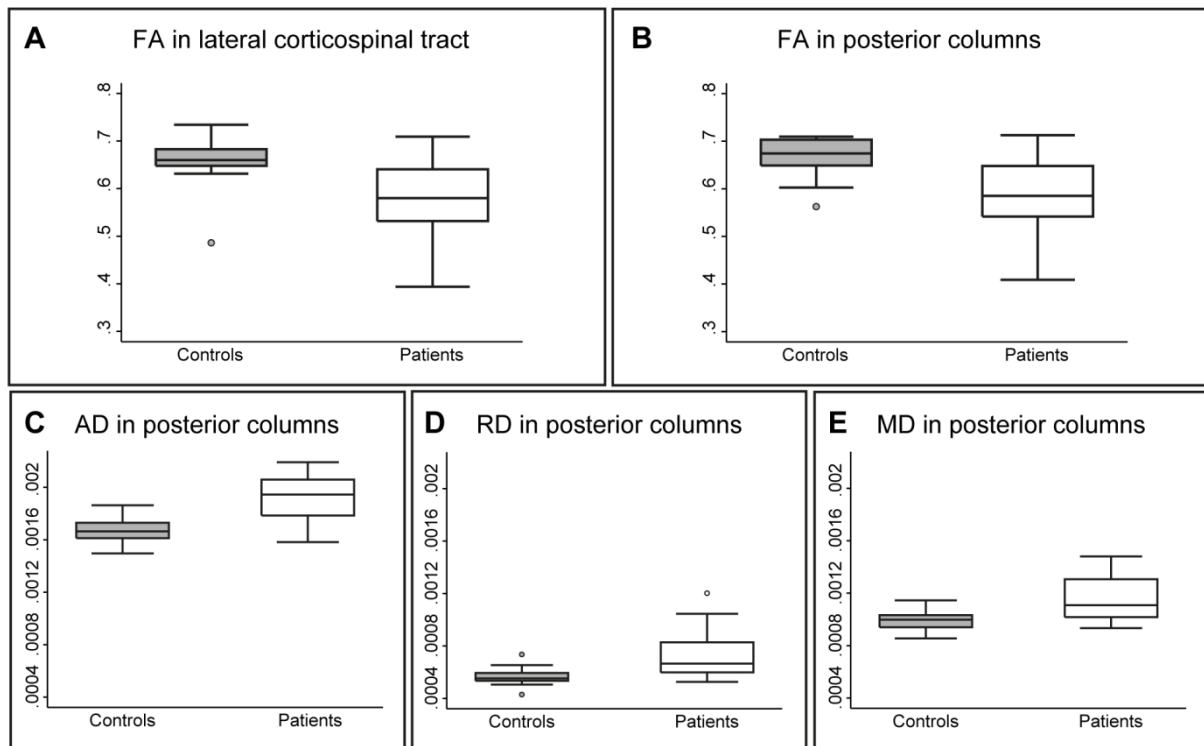 A FA in lateral corticospinal tract
.8
.7
.6
.5
.4
.3
Controls Patients
B FA in posterior columns
.8
.7
.6
.5
.4
.3
Controls Patients
C AD in posterior columns
.002
.0016
.0012
.0008
.0004
Controls Patients
D RD in posterior columns
.002
.0016
.0012
.0008
.0004
Controls Patients
E MD in posterior columns
.002
.0016
.0012
.0008
.0004
Controls Patients